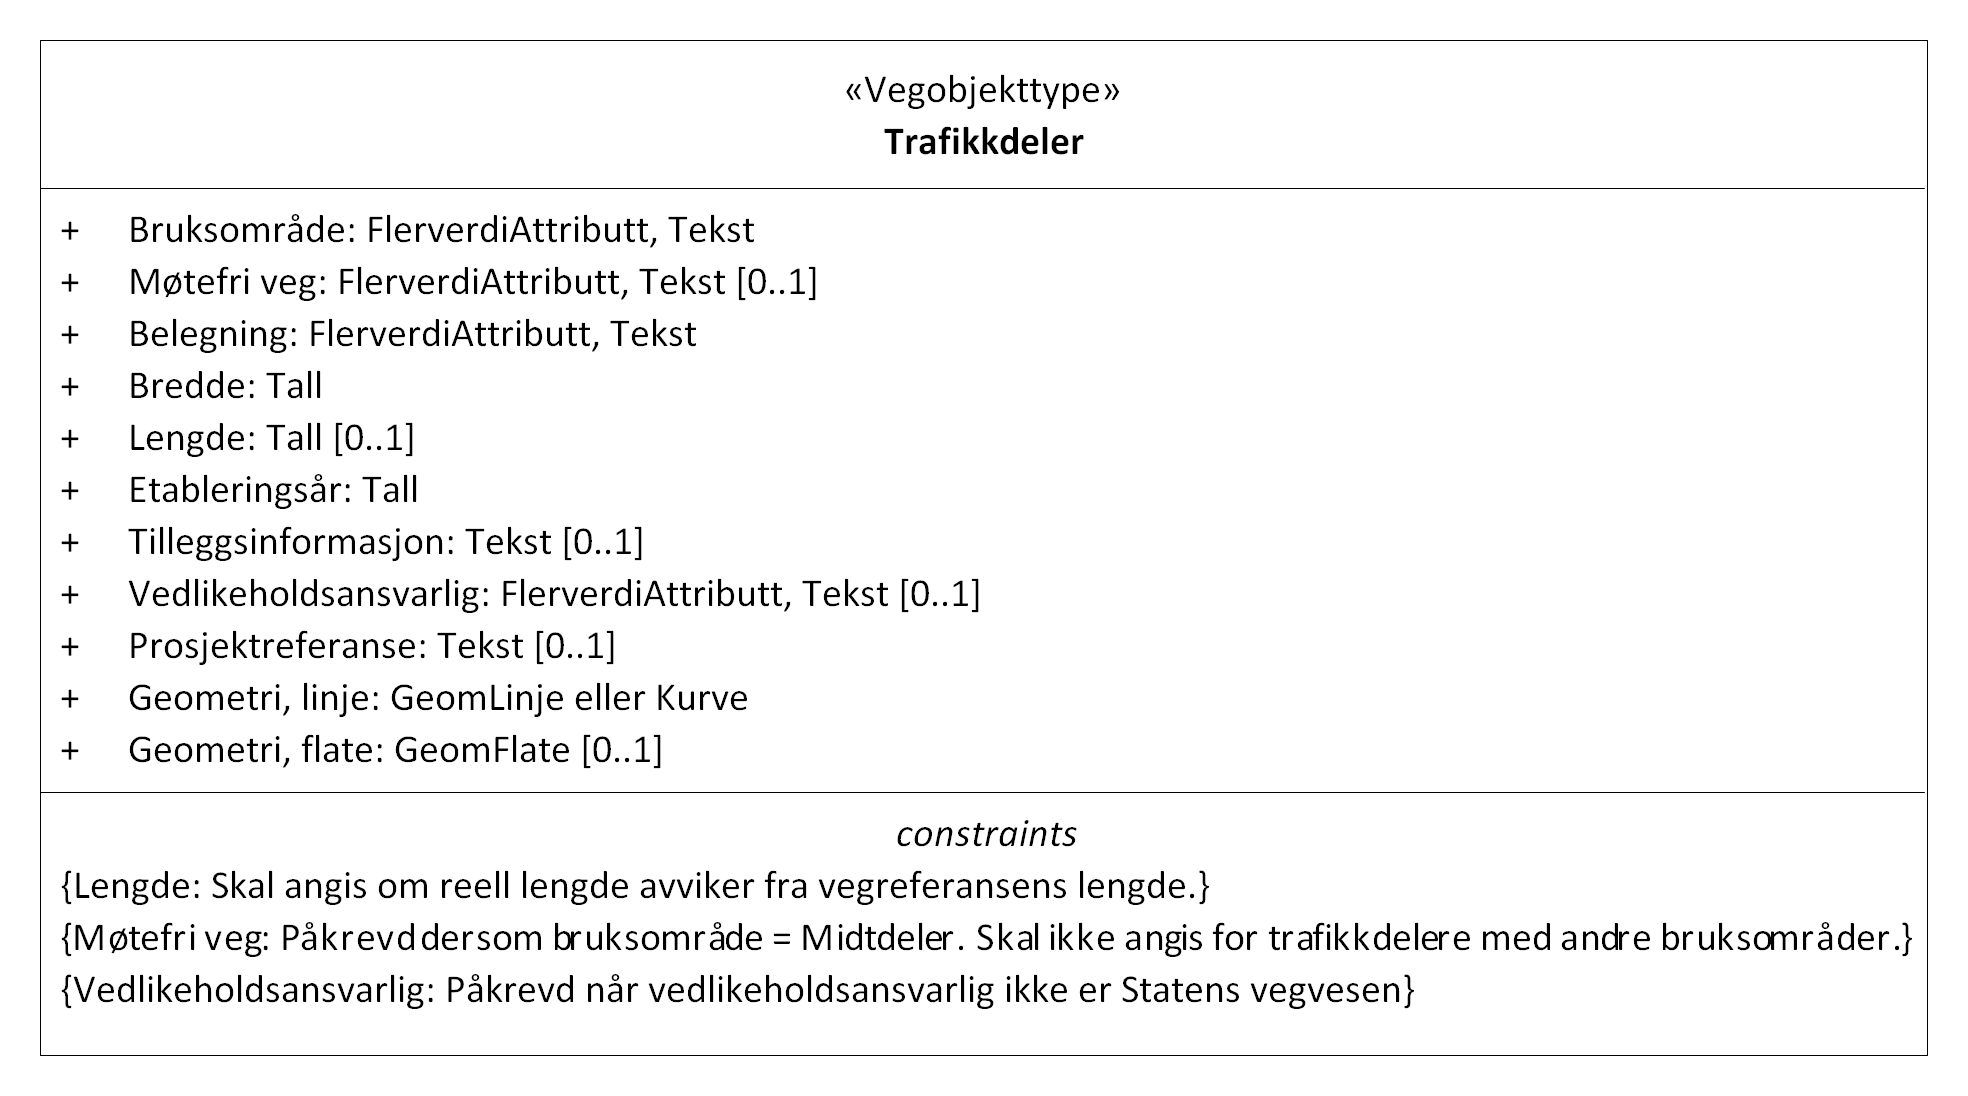 «Vegobjekttype»
Trafikkdeler
+ Bruksområde: FlerverdiAttributt, Tekst
+ Møtefri veg: FlerverdiAttributt, Tekst [0..1]
+ Belegning: FlerverdiAttributt, Tekst
+ Bredde: Tall
+ Lengde: Tall [0..1]
+ Etableringsår: Tall
+ Tilleggsinformasjon: Tekst [0..1]
+ Vedlikeholdsansvarlig: FlerverdiAttributt, Tekst [0..1]
+ Prosjektreferanse: Tekst [0..1]
+ Geometri, linje: GeomLinje eller Kurve
+ Geometri, flate: GeomFlate [0..1]
constraints
{Lengde: Skal angis om reell lengde avviker fra vegreferansens lengde.}
{Møtefri veg: Påkrevd dersom bruksområde = Midtdeler. Skal ikke angis for trafikkdelere med andre bruksområder.}
{Vedlikeholdsansvarlig: Påkrevd når vedlikeholdsansvarlig ikke er Statens vegvesen}